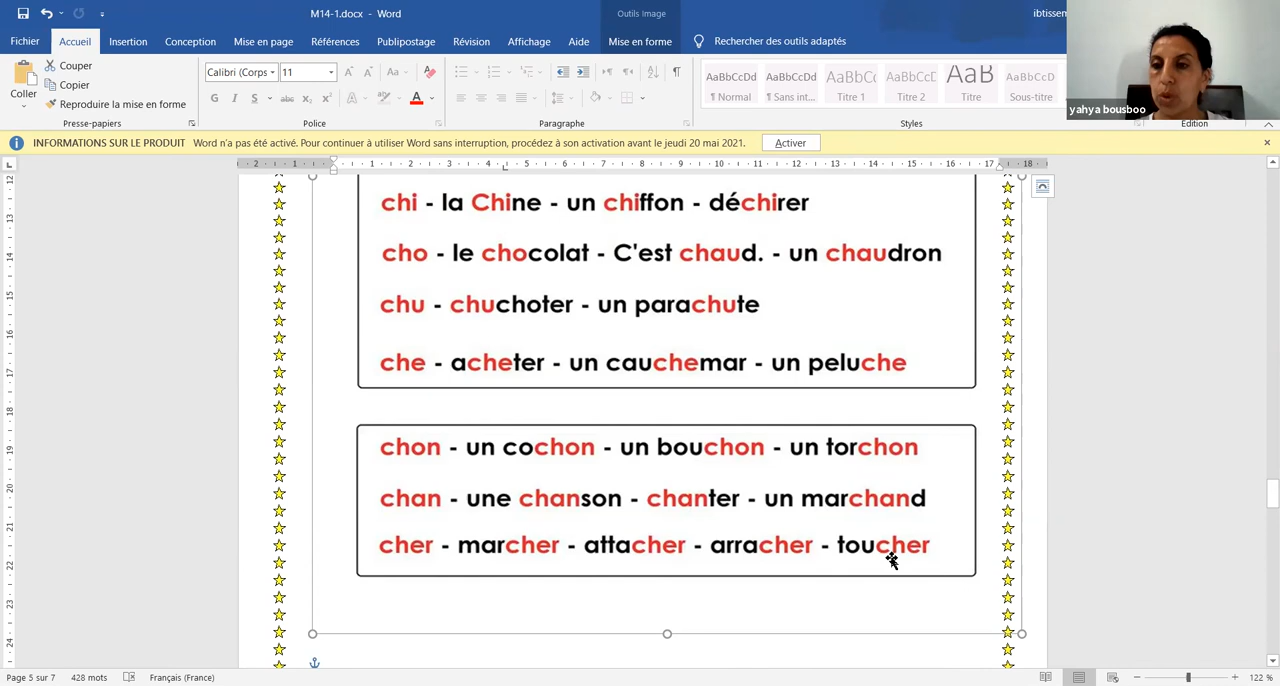 M14-1.docx - Word
Outils Image
ibtissem
Fichier
Accueil
Insertion
Conception
Mise en page
Références
Publipostage
Révision
Affichage
Aide
Mise en forme
Rechercher des outils adaptés
Coller
Couper
Copier
Reproduire la mise en forme
Presse-papiers
Calibri (Corps
11
Police
Paragraphe
AaBbCcDd
¶ Normal
AaBbCcDd
¶ Sans int...
AaBbCc
Titre 1
AaBbCcD
Titre 2
AaB
Titre
AaBbCcD
Sous-titre
Styles
Édition
yahya bousboo
INFORMATIONS SUR LE PRODUIT Word n'a pas été activé. Pour continuer à utiliser Word sans interruption, procédez à son activation avant le jeudi 20 mai 2021.
Activer
chi - la Chine - un chiffon - déchirer
cho - le chocolat - C'est chaud. - un chaudron
chu - chuchoter - un parachute
che - acheter - un cauchemar - un peluche
chon - un cochon - un bouchon - un torchon
chan - une chanson - chanter - un marchand
cher - marcher - attacher - arracher - toucher
Page 5 sur 7
428 mots
Français (France)
122 %